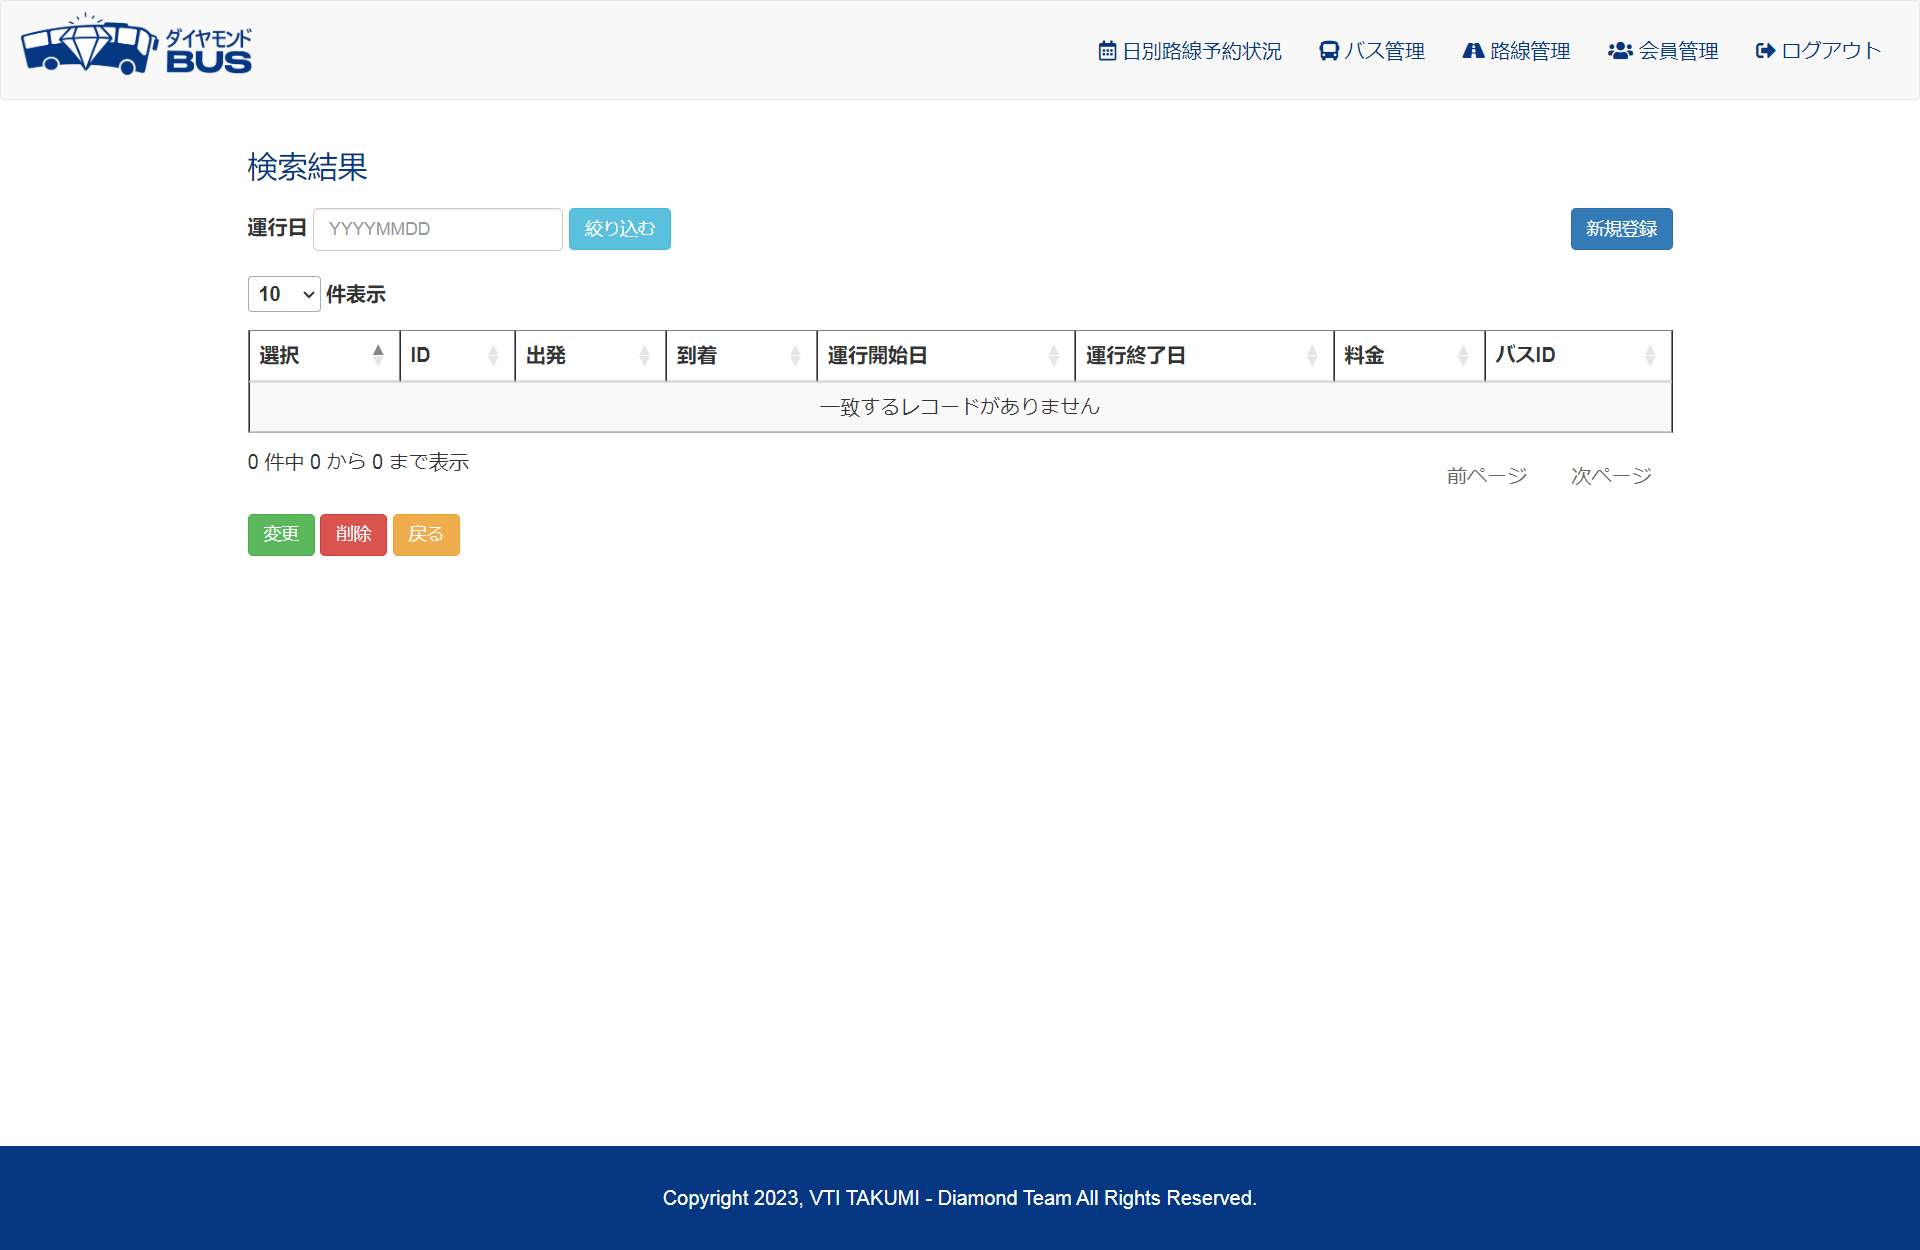 ダイヤモンド
BUS
日別路線予約状況 バス管理 路線管理 会員管理 ログアウト
検索結果
運行日 YYYYMMDD 絞り込む 新規登録
10 件表示
選択 ID 出発 到着 運行開始日 運行終了日 料金 バスID
一致するレコードがありません
0 件中 0 から 0 まで表示
前ページ 次ページ
変更 削除 戻る
Copyright 2023, VTI TAKUMI - Diamond Team All Rights Reserved.